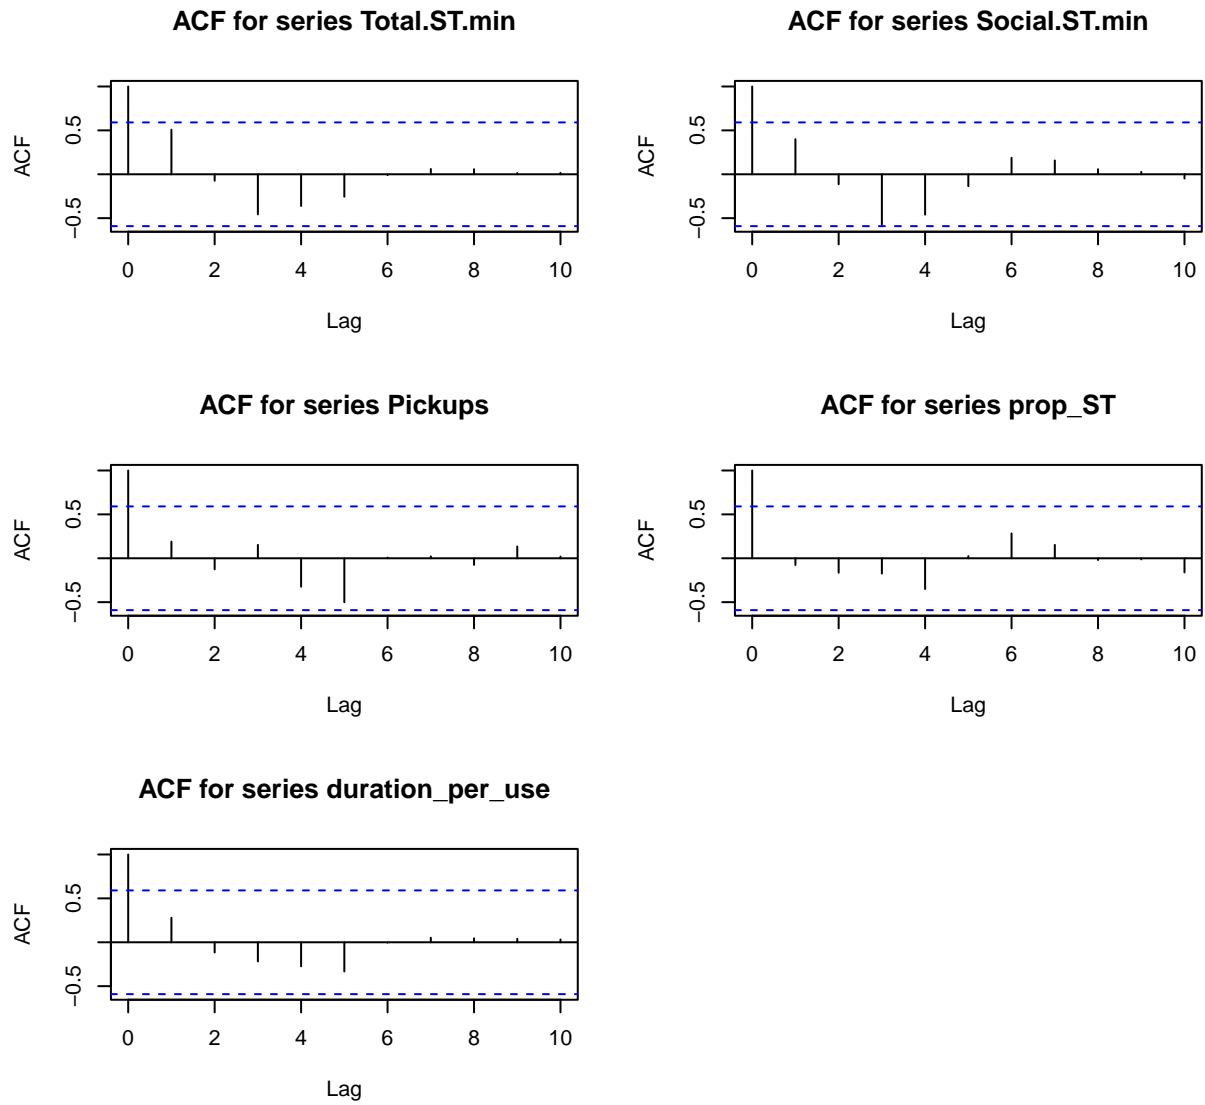 ACF for series Total.ST.min
ACF
0.5
−0.5
0 2 4 6 8 10
Lag
ACF for series Social.ST.min
ACF
0.5
−0.5
0 2 4 6 8 10
Lag
ACF for series Pickups
ACF
0.5
−0.5
0 2 4 6 8 10
Lag
ACF for series prop_ST
ACF
0.5
−0.5
0 2 4 6 8 10
Lag
ACF for series duration_per_use
ACF
0.5
−0.5
0 2 4 6 8 10
Lag